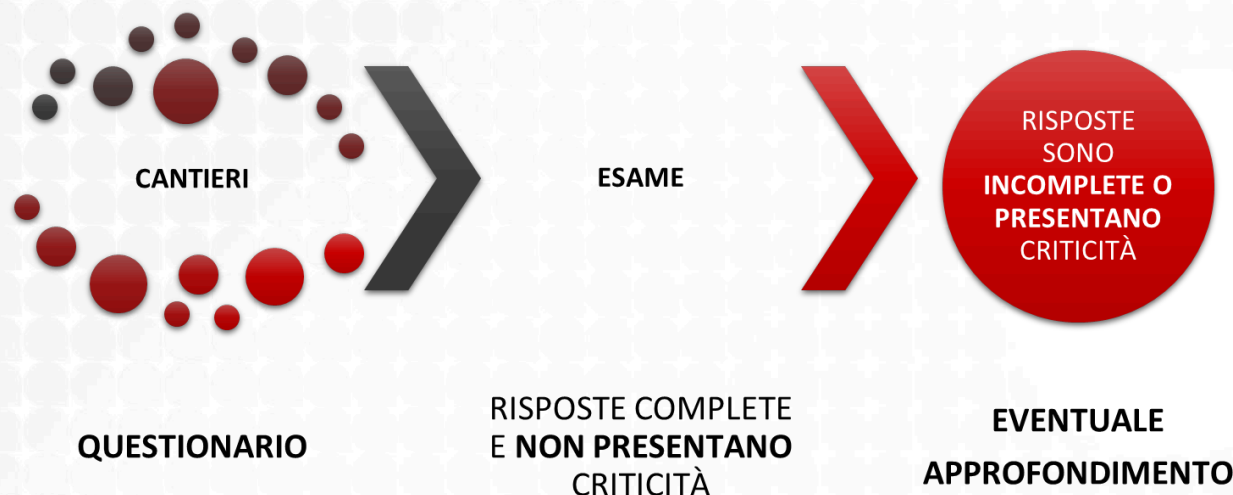 CANTIERI
ESAME
RISPOSTE
SONO
INCOMPLETE O
PRESENTANO
CRITICITÀ
QUESTIONARIO
RISPOSTE COMPLETE
E NON PRESENTANO
CRITICITÀ
EVENTUALE
APPROFONDIMENTO